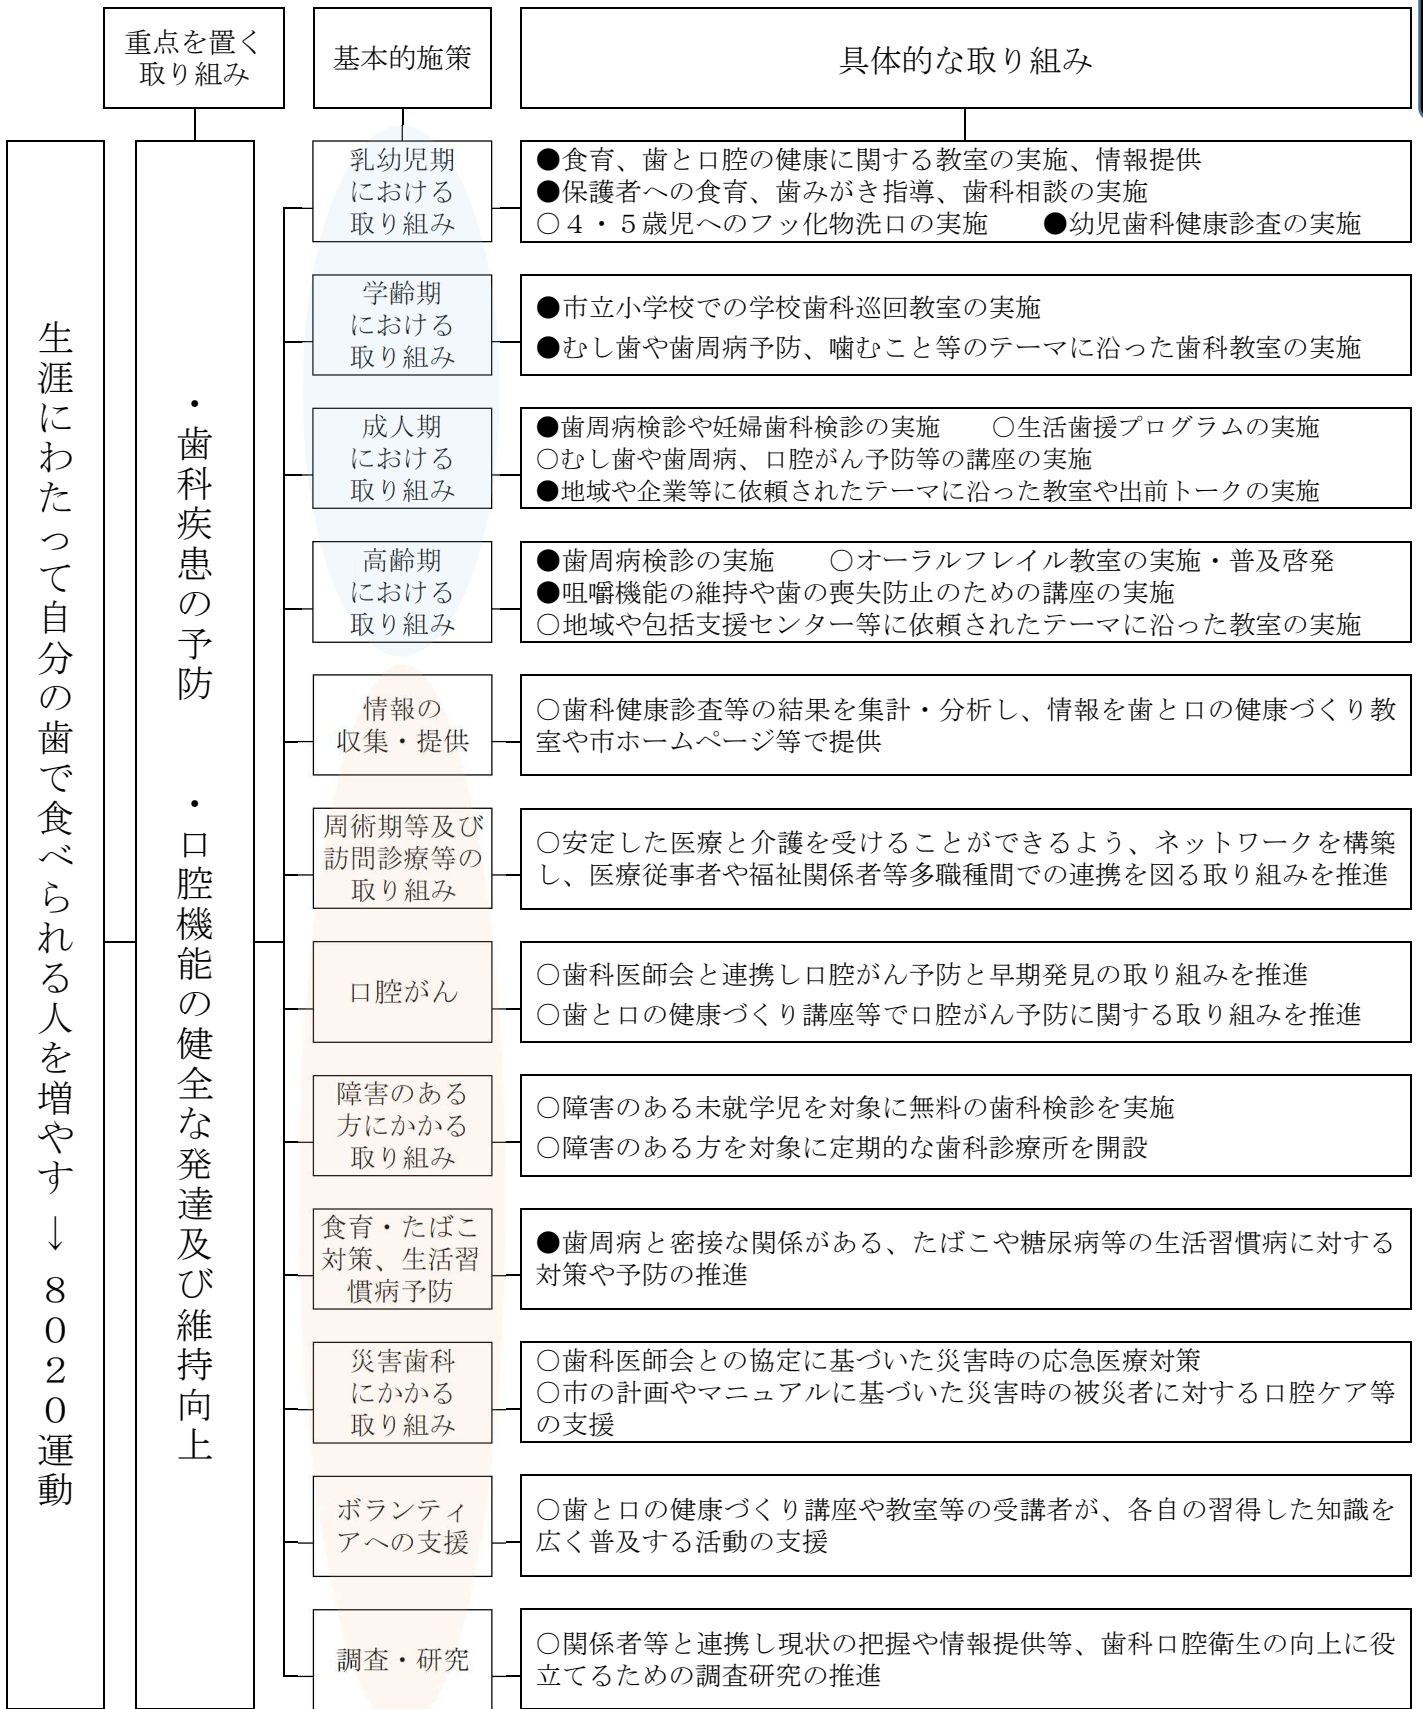 重点を置く
取り組み
基本的施策
具体的な取り組み
生涯にわたって自分の歯で食べられる人を増やす→8020運動
・歯科疾患の予防　・口腔機能の健全な発達及び維持向上
乳幼児期
における
取り組み
●食育、歯と口腔の健康に関する教室の実施、情報提供
●保護者への食育、歯みがき指導、歯科相談の実施
○４・５歳児へのフッ化物洗口の実施　●幼児歯科健康診査の実施
学齢期
における
取り組み
●市立小学校での学校歯科巡回教室の実施
●むし歯や歯周病予防、噛むこと等のテーマに沿った歯科教室の実施
成人期
における
取り組み
●歯周病検診や妊婦歯科検診の実施　○生活歯援プログラムの実施
○むし歯や歯周病、口腔がん予防等の講座の実施
●地域や企業等に依頼されたテーマに沿った教室や出前トークの実施
高齢期
における
取り組み
●歯周病検診の実施　○オーラルフレイル教室の実施・普及啓発
●咀嚼機能の維持や歯の喪失防止のための講座の実施
○地域や包括支援センター等に依頼されたテーマに沿った教室の実施
情報の
収集・提供
○歯科健康診査等の結果を集計・分析し、情報を歯と口の健康づくり教
室や市ホームページ等で提供
周術期等及び
訪問診療等の
取り組み
○安定した医療と介護を受けることができるよう、ネットワークを構築
し、医療従事者や福祉関係者等多職種間での連携を図る取り組みを推進
口腔がん
○歯科医師会と連携し口腔がん予防と早期発見の取り組みを推進
○歯と口の健康づくり講座等で口腔がん予防に関する取り組みを推進
障害のある
方にかかる
取り組み
○障害のある未就学児を対象に無料の歯科検診を実施
○障害のある方を対象に定期的な歯科診療所を開設
食育・たばこ
対策、生活習
慣病予防
●歯周病と密接な関係がある、たばこや糖尿病等の生活習慣病に対する
対策や予防の推進
災害歯科
にかかる
取り組み
○歯科医師会との協定に基づいた災害時の応急医療対策
○市の計画やマニュアルに基づいた災害時の被災者に対する口腔ケア等
の支援
ボランティ
アへの支援
○歯と口の健康づくり講座や教室等の受講者が、各自の習得した知識を
広く普及する活動の支援
調査・研究
○関係者等と連携し現状の把握や情報提供等、歯科口腔衛生の向上に役
立てるための調査研究の推進